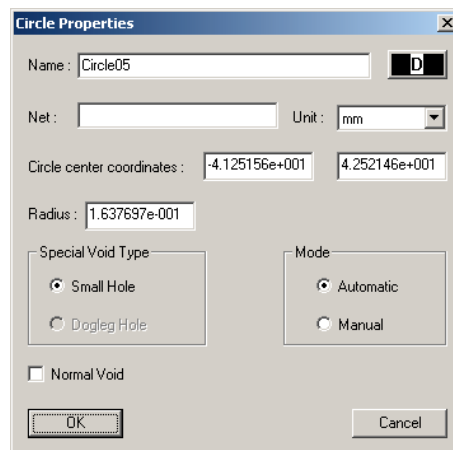 Circle Properties
Name : Circle05 D
Net : Unit : mm
Circle center coordinates : -4.125156e+001 4.252146e+001
Radius : 1.637697e-001
Special Void Type Mode
Small Hole Automatic
Dogleg Hole Manual
Normal Void
OK Cancel